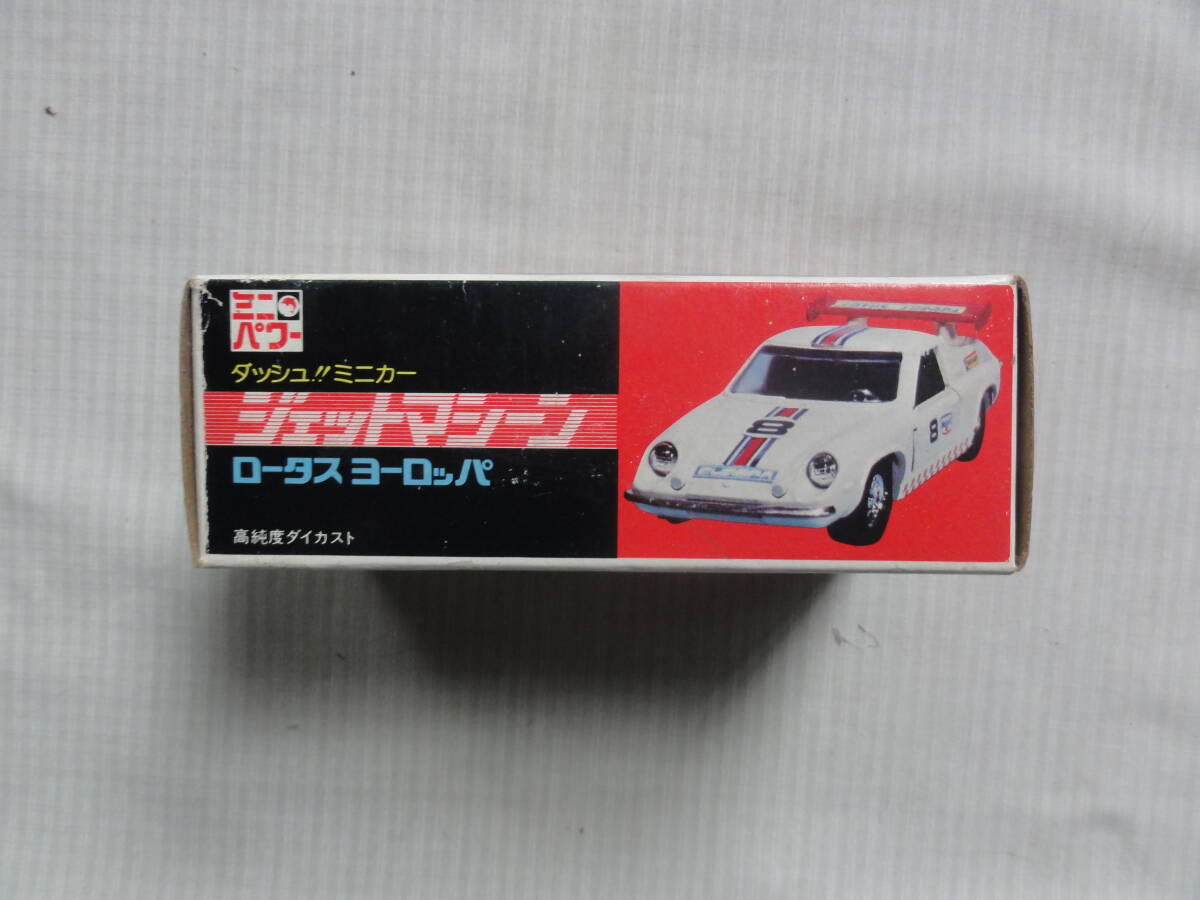 ミニ
パワー
ダッシュ!!ミニカー
ジェットマシーン
ロータス ヨーロッパ
高純度ダイカスト
8
8